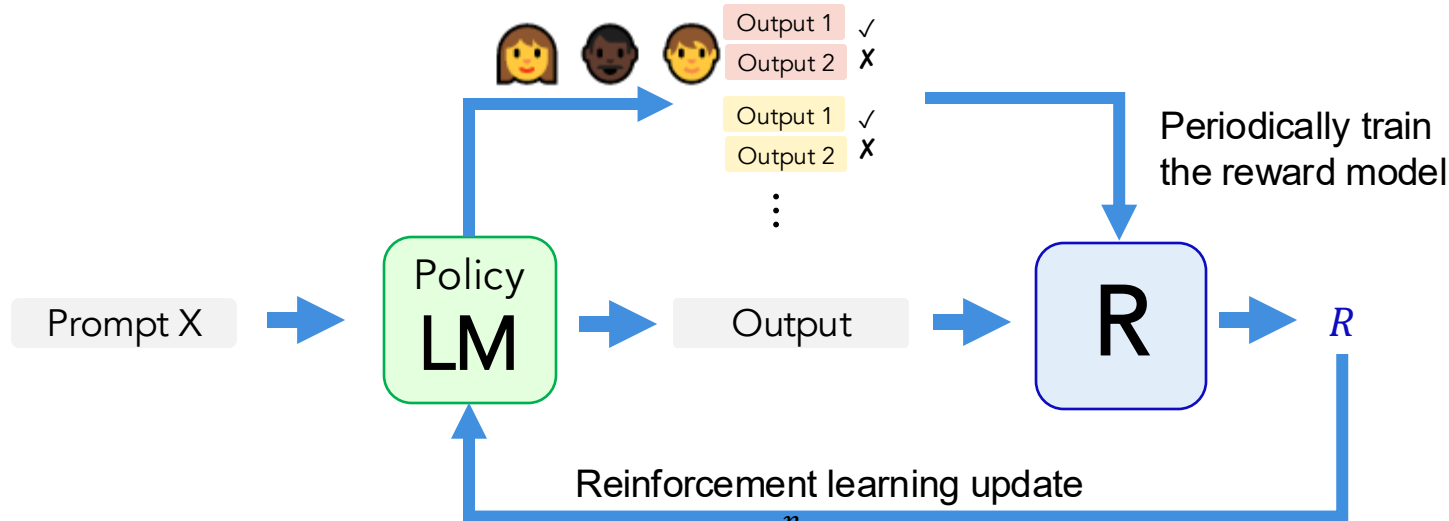 Output 1 ✓
Output 2 ✗
Output 1 ✓
Output 2 ✗
⋮
Periodically train
the reward model
Policy
LM
Prompt X
Output
R
R
Reinforcement learning update